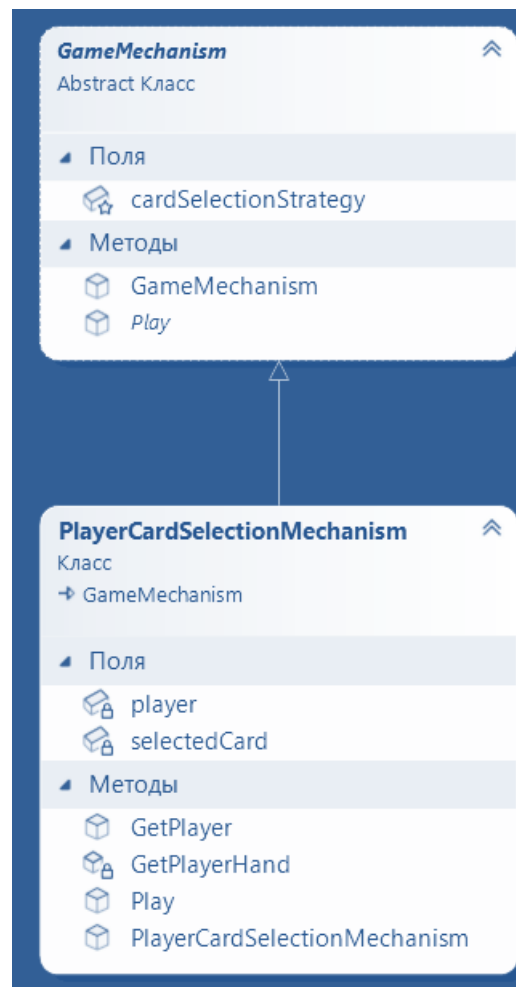 GameMechanism
Abstract Класс
Поля
cardSelectionStrategy
Методы
GameMechanism
Play
PlayerCardSelectionMechanism
Класс
GameMechanism
Поля
player
selectedCard
Методы
GetPlayer
GetPlayerHand
Play
PlayerCardSelectionMechanism